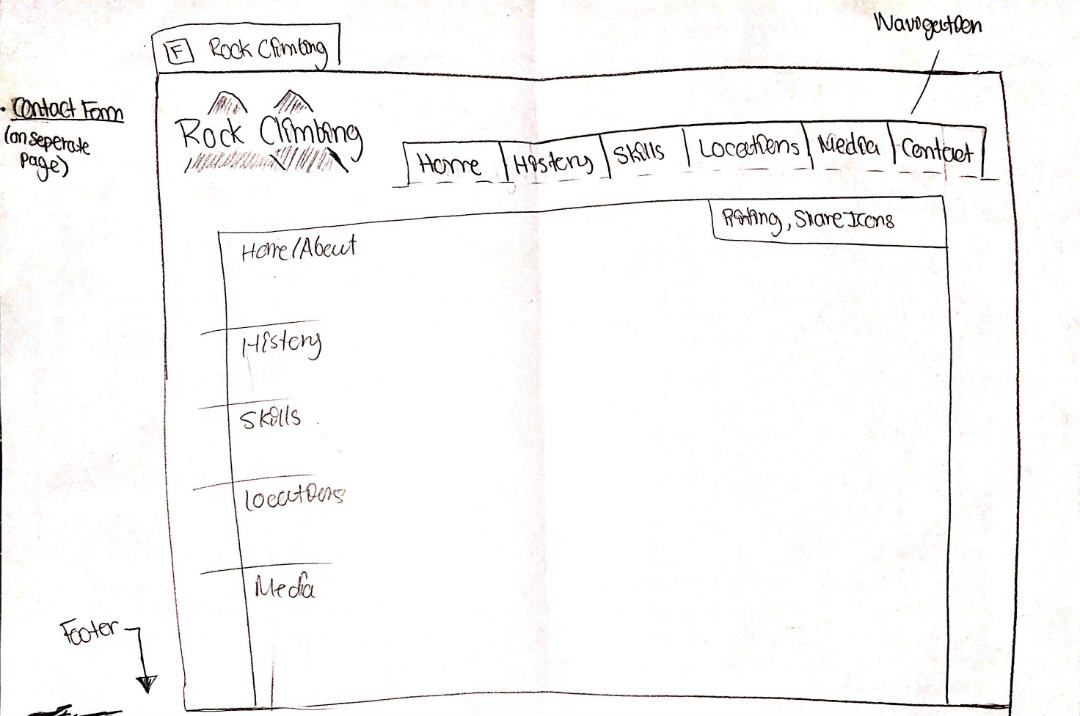 Navigation
F Rock Climbing
• Contact Form
(on seperate
page)
Rock Climbing
Home
History
Skills
Locations
Media
Contact
Rating, Share Icons
Home/About
History
Skills
Locations
Media
Footer